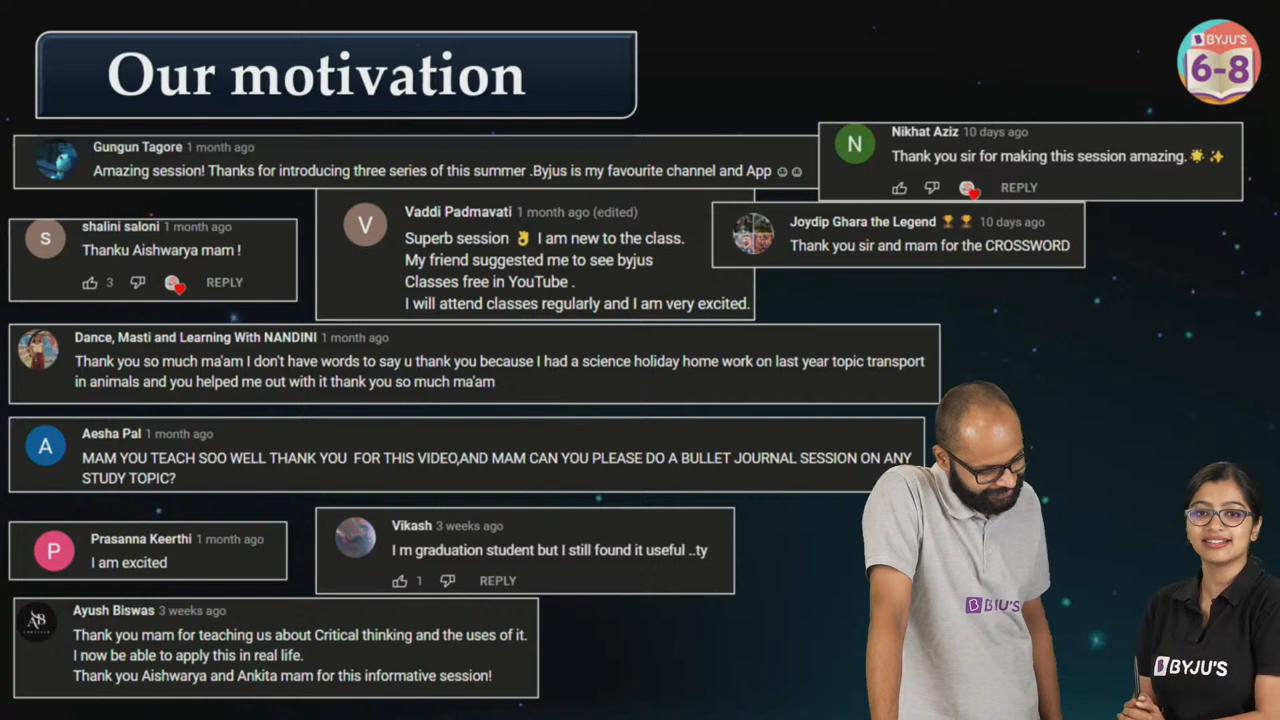 Our motivation
BYJU'S
6-8
Gungun Tagore 1 month ago
Amazing session! Thanks for introducing three series of this summer .Byjus is my favourite channel and App ☺☺
N
Nikhat Aziz 10 days ago
Thank you sir for making this session amazing.🌟✨
REPLY
s
shalini saloni 1 month ago
Thanku Aishwarya mam !
3 REPLY
V
Vaddi Padmavati 1 month ago (edited)
Superb session 👌 I am new to the class.
My friend suggested me to see byjus
Classes free in YouTube .
I will attend classes regularly and I am very excited.
Joydip Ghara the Legend 🏆 🏆 10 days ago
Thank you sir and mam for the CROSSWORD
Dance, Masti and Learning With NANDINI 1 month ago
Thank you so much ma'am I don't have words to say u thank you because I had a science holiday home work on last year topic transport
in animals and you helped me out with it thank you so much ma'am
A
Aesha Pal 1 month ago
MAM YOU TEACH SOO WELL THANK YOU FOR THIS VIDEO,AND MAM CAN YOU PLEASE DO A BULLET JOURNAL SESSION ON ANY
STUDY TOPIC?
P
Prasanna Keerthi 1 month ago
I am excited
Vikash 3 weeks ago
I m graduation student but I still found it useful ..ty
1 REPLY
Ayush Biswas 3 weeks ago
Thank you mam for teaching us about Critical thinking and the uses of it.
I now be able to apply this in real life.
Thank you Aishwarya and Ankita mam for this informative session!
BYJU'S
BYJU'S